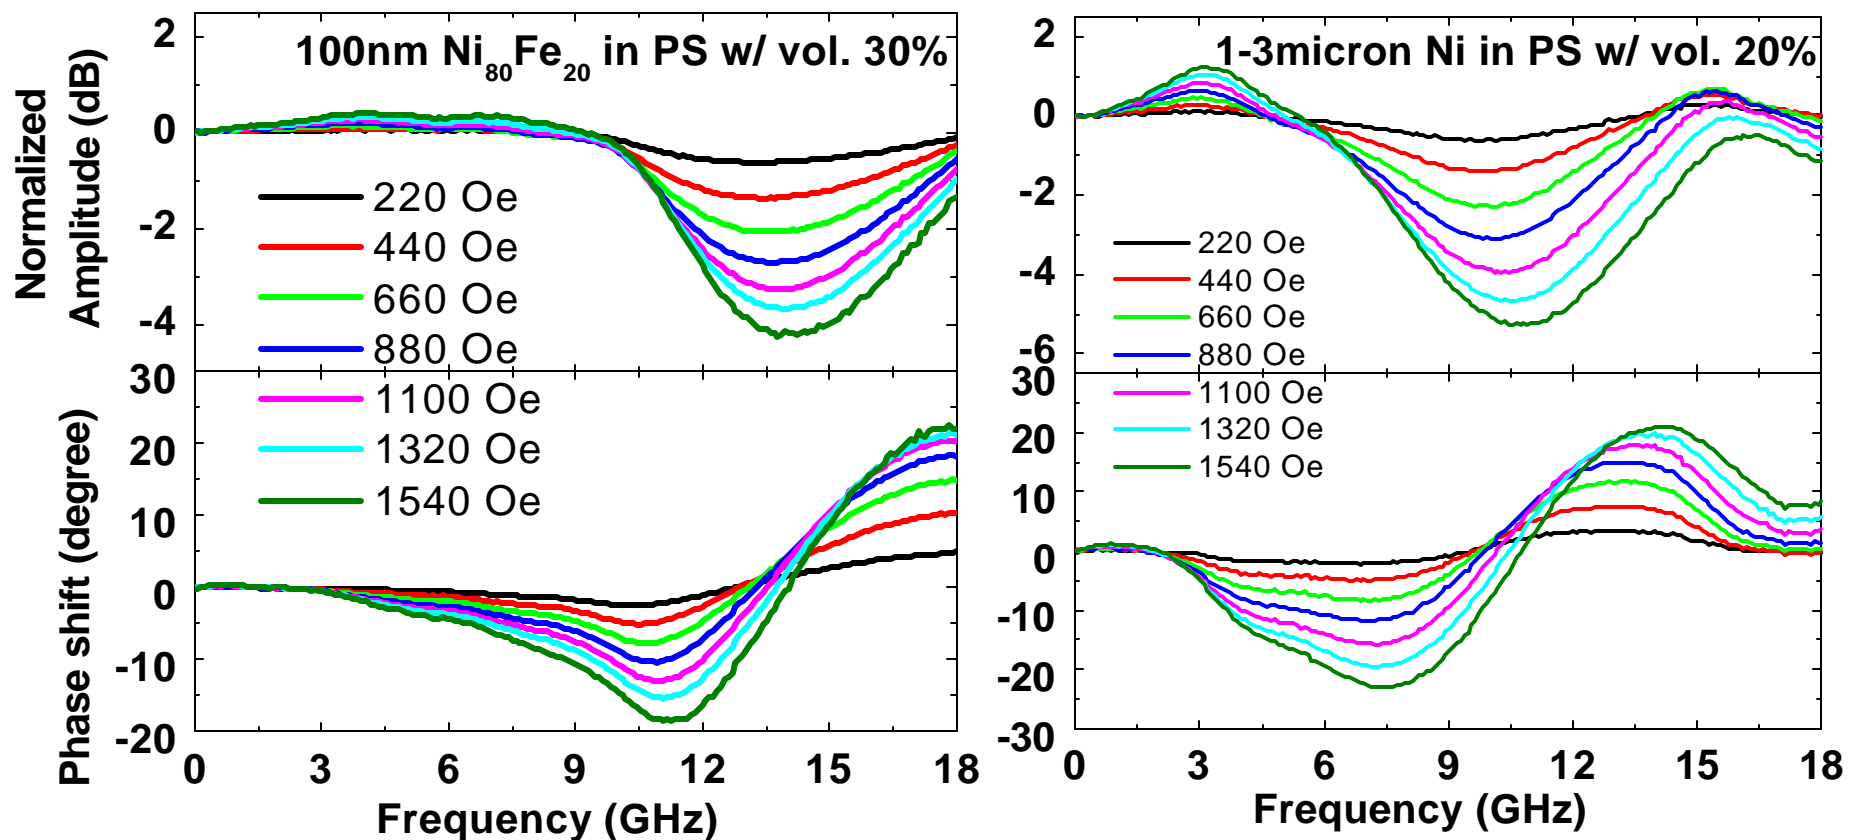 100nm Ni80Fe20 in PS w/ vol. 30%
Normalized
Amplitude (dB)
2
0
-2
-4
220 Oe
440 Oe
660 Oe
880 Oe
1100 Oe
1320 Oe
1540 Oe
Phase shift (degree)
30
20
10
0
-10
-20
0 3 6 9 12 15 18
Frequency (GHz)
1-3micron Ni in PS w/ vol. 20%
2
0
-2
-4
-6
220 Oe
440 Oe
660 Oe
880 Oe
1100 Oe
1320 Oe
1540 Oe
30
20
10
0
-10
-20
-30
0 3 6 9 12 15 18
Frequency (GHz)